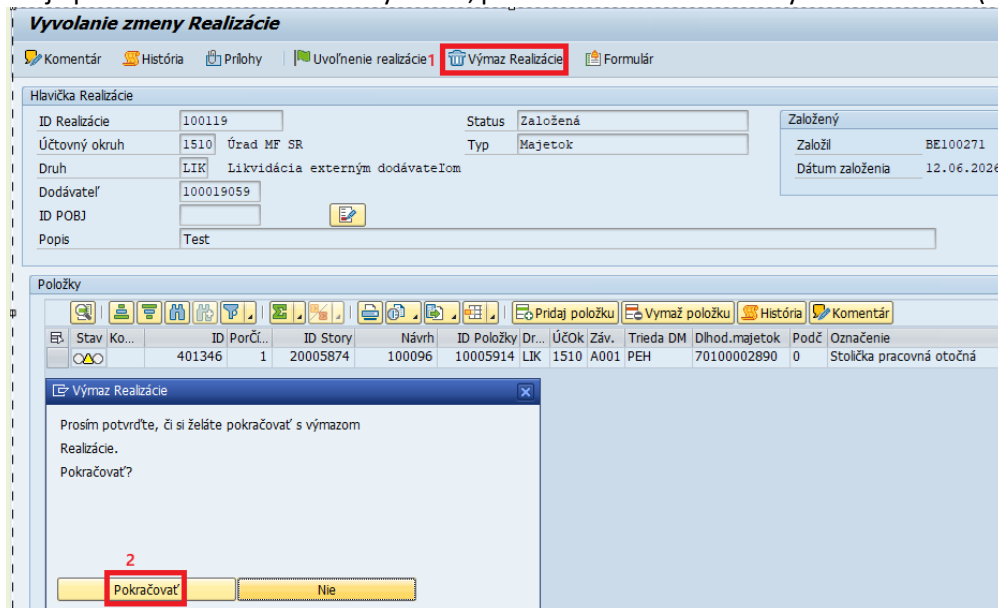 Vyvolanie zmeny Realizácie
Komentár História Prílohy Uvoľnenie realizácie 1 Výmaz Realizácie Formulár
Hlavička Realizácie
ID Realizácie 100119 Status Založená Založený
Účtovný okruh 1510 Úrad MF SR Typ Majetok Založil BE100271
Druh LIK Likvidácia externým dodávateľom Dátum založenia 12.06.2026
Dodávateľ 100019059
ID POBJ
Popis Test
Položky
Pridaj položku Vymaž položku História Komentár
Stav Ko... ID PorČí... ID Story Návrh ID Položky Dr... ÚčOk Záv. Trieda DM Dlhod.majetok Podč Označenie
401346 1 20005874 100096 10005914 LIK 1510 A001 PEH 70100002890 0 Stolička pracovná otočná
Výmaz Realizácie
Prosím potvrďte, či si želáte pokračovať s výmazom
Realizácie.
Pokračovať?
2
Pokračovať Nie